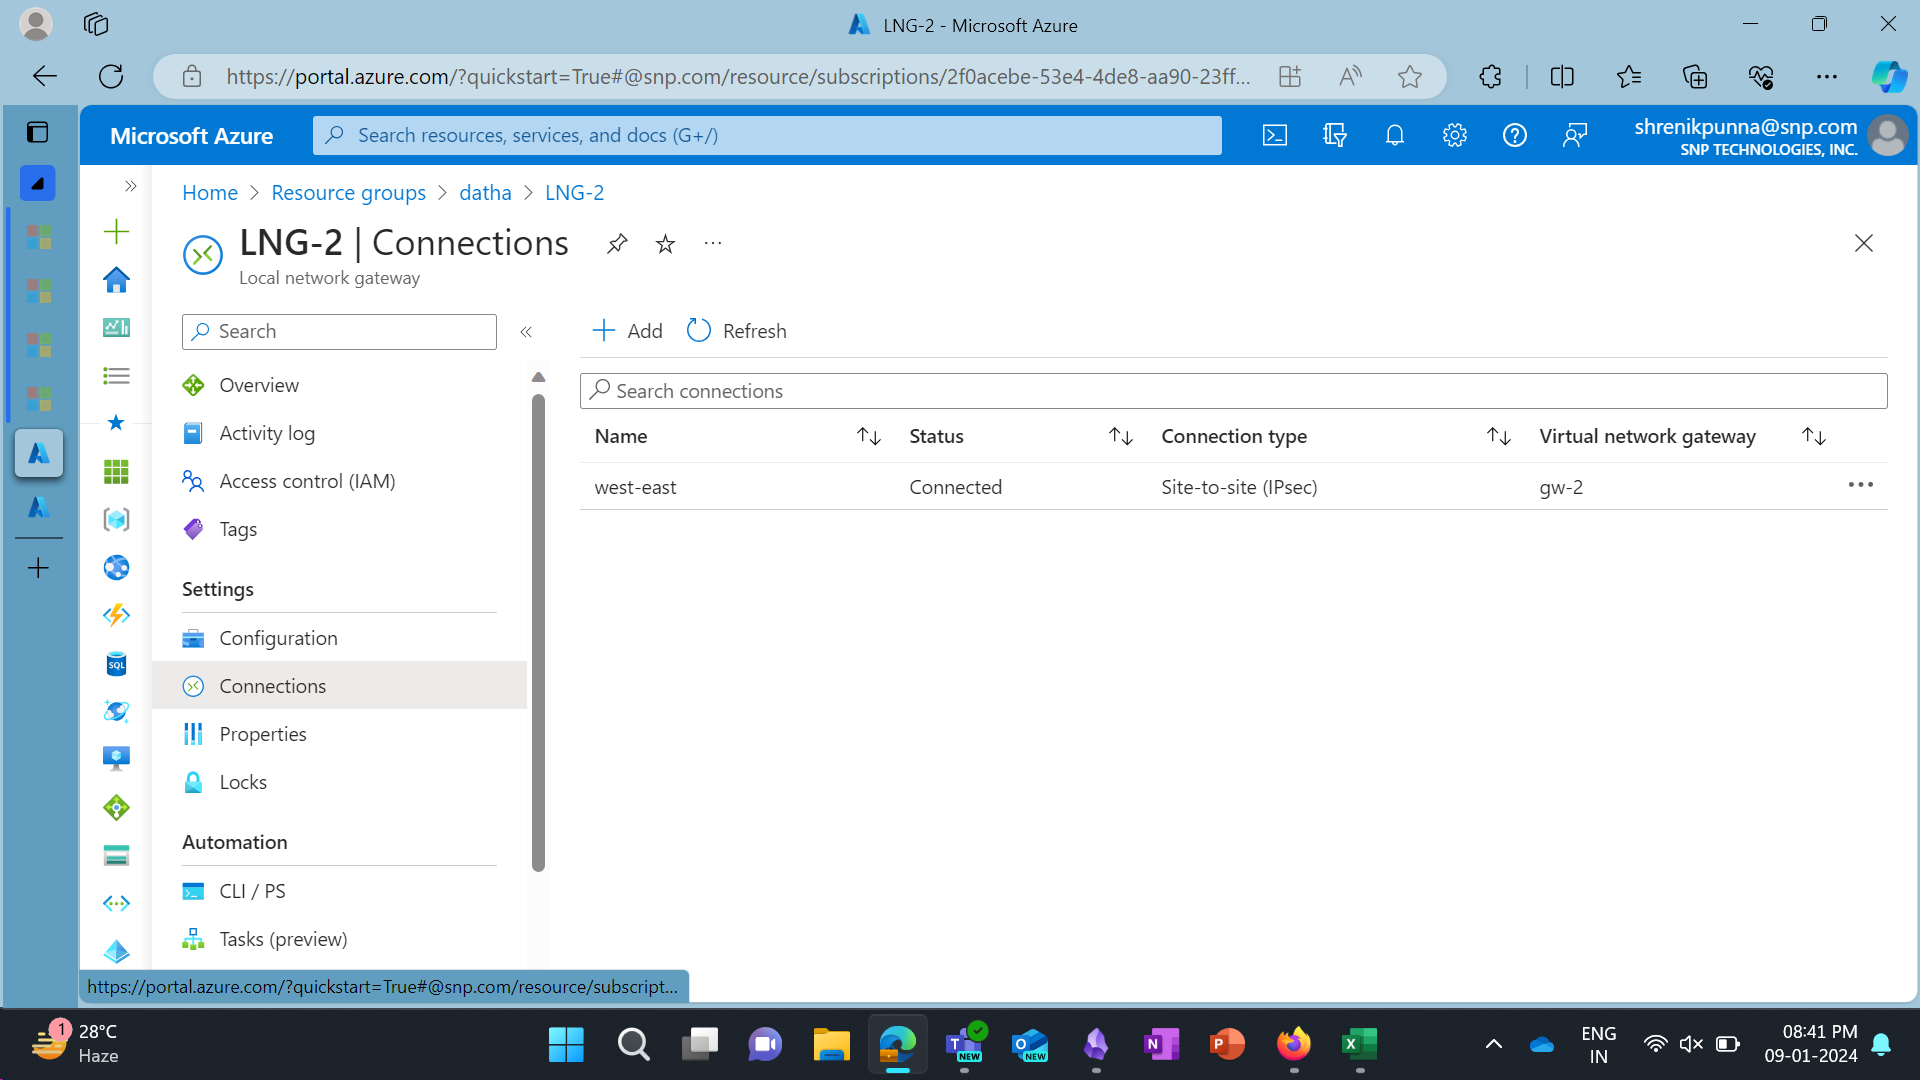 LNG-2 - Microsoft Azure
https://portal.azure.com/?quickstart=True#@snp.com/resource/subscriptions/2f0acebe-53e4-4de8-aa90-23ff...
Microsoft Azure
Search resources, services, and docs (G+/)
shrenikpunna@snp.com
SNP TECHNOLOGIES, INC.
Home > Resource groups > datha > LNG-2
LNG-2 | Connections
Local network gateway
Search
Add
Refresh
Search connections
Name
Status
Connection type
Virtual network gateway
west-east
Connected
Site-to-site (IPsec)
gw-2
Overview
Activity log
Access control (IAM)
Tags
Settings
Configuration
Connections
Properties
Locks
Automation
CLI / PS
Tasks (preview)
SQL
https://portal.azure.com/?quickstart=True#@snp.com/resource/subscript...
1
28°C
Haze
NEW
NEW
ENG
IN
08:41 PM
09-01-2024